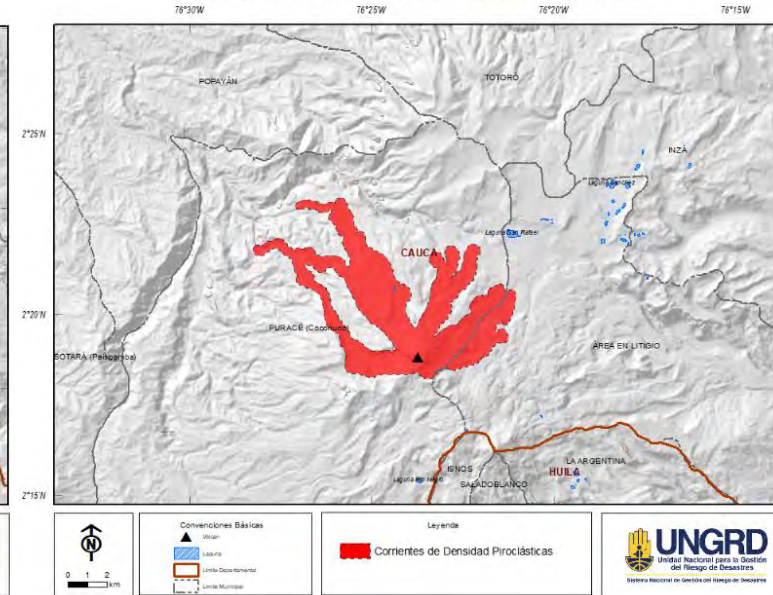 76°30'W
76°25'W
76°20'W
76°15'W
POPAYÁN
TOTORÓ
2°25'N
INZÁ
Laguna San Rafael
CAUCA
2°20'N
PURACÉ (Coconuco)
ÁREA EN LITIGIO
SOTARÁ (Paispamba)
ISNOS
LA ARGENTINA
HUILA
SALADOBLANCO
2°15'N
N
0 1 2
km
Convenciones Básicas
Volcán
Laguna
Límite Departamental
Límite Municipal
Leyenda
Corrientes de Densidad Piroclásticas
UNGRD
Unidad Nacional para la Gestión
del Riesgo de Desastres
Sistema Nacional de Gestión del Riesgo de Desastres